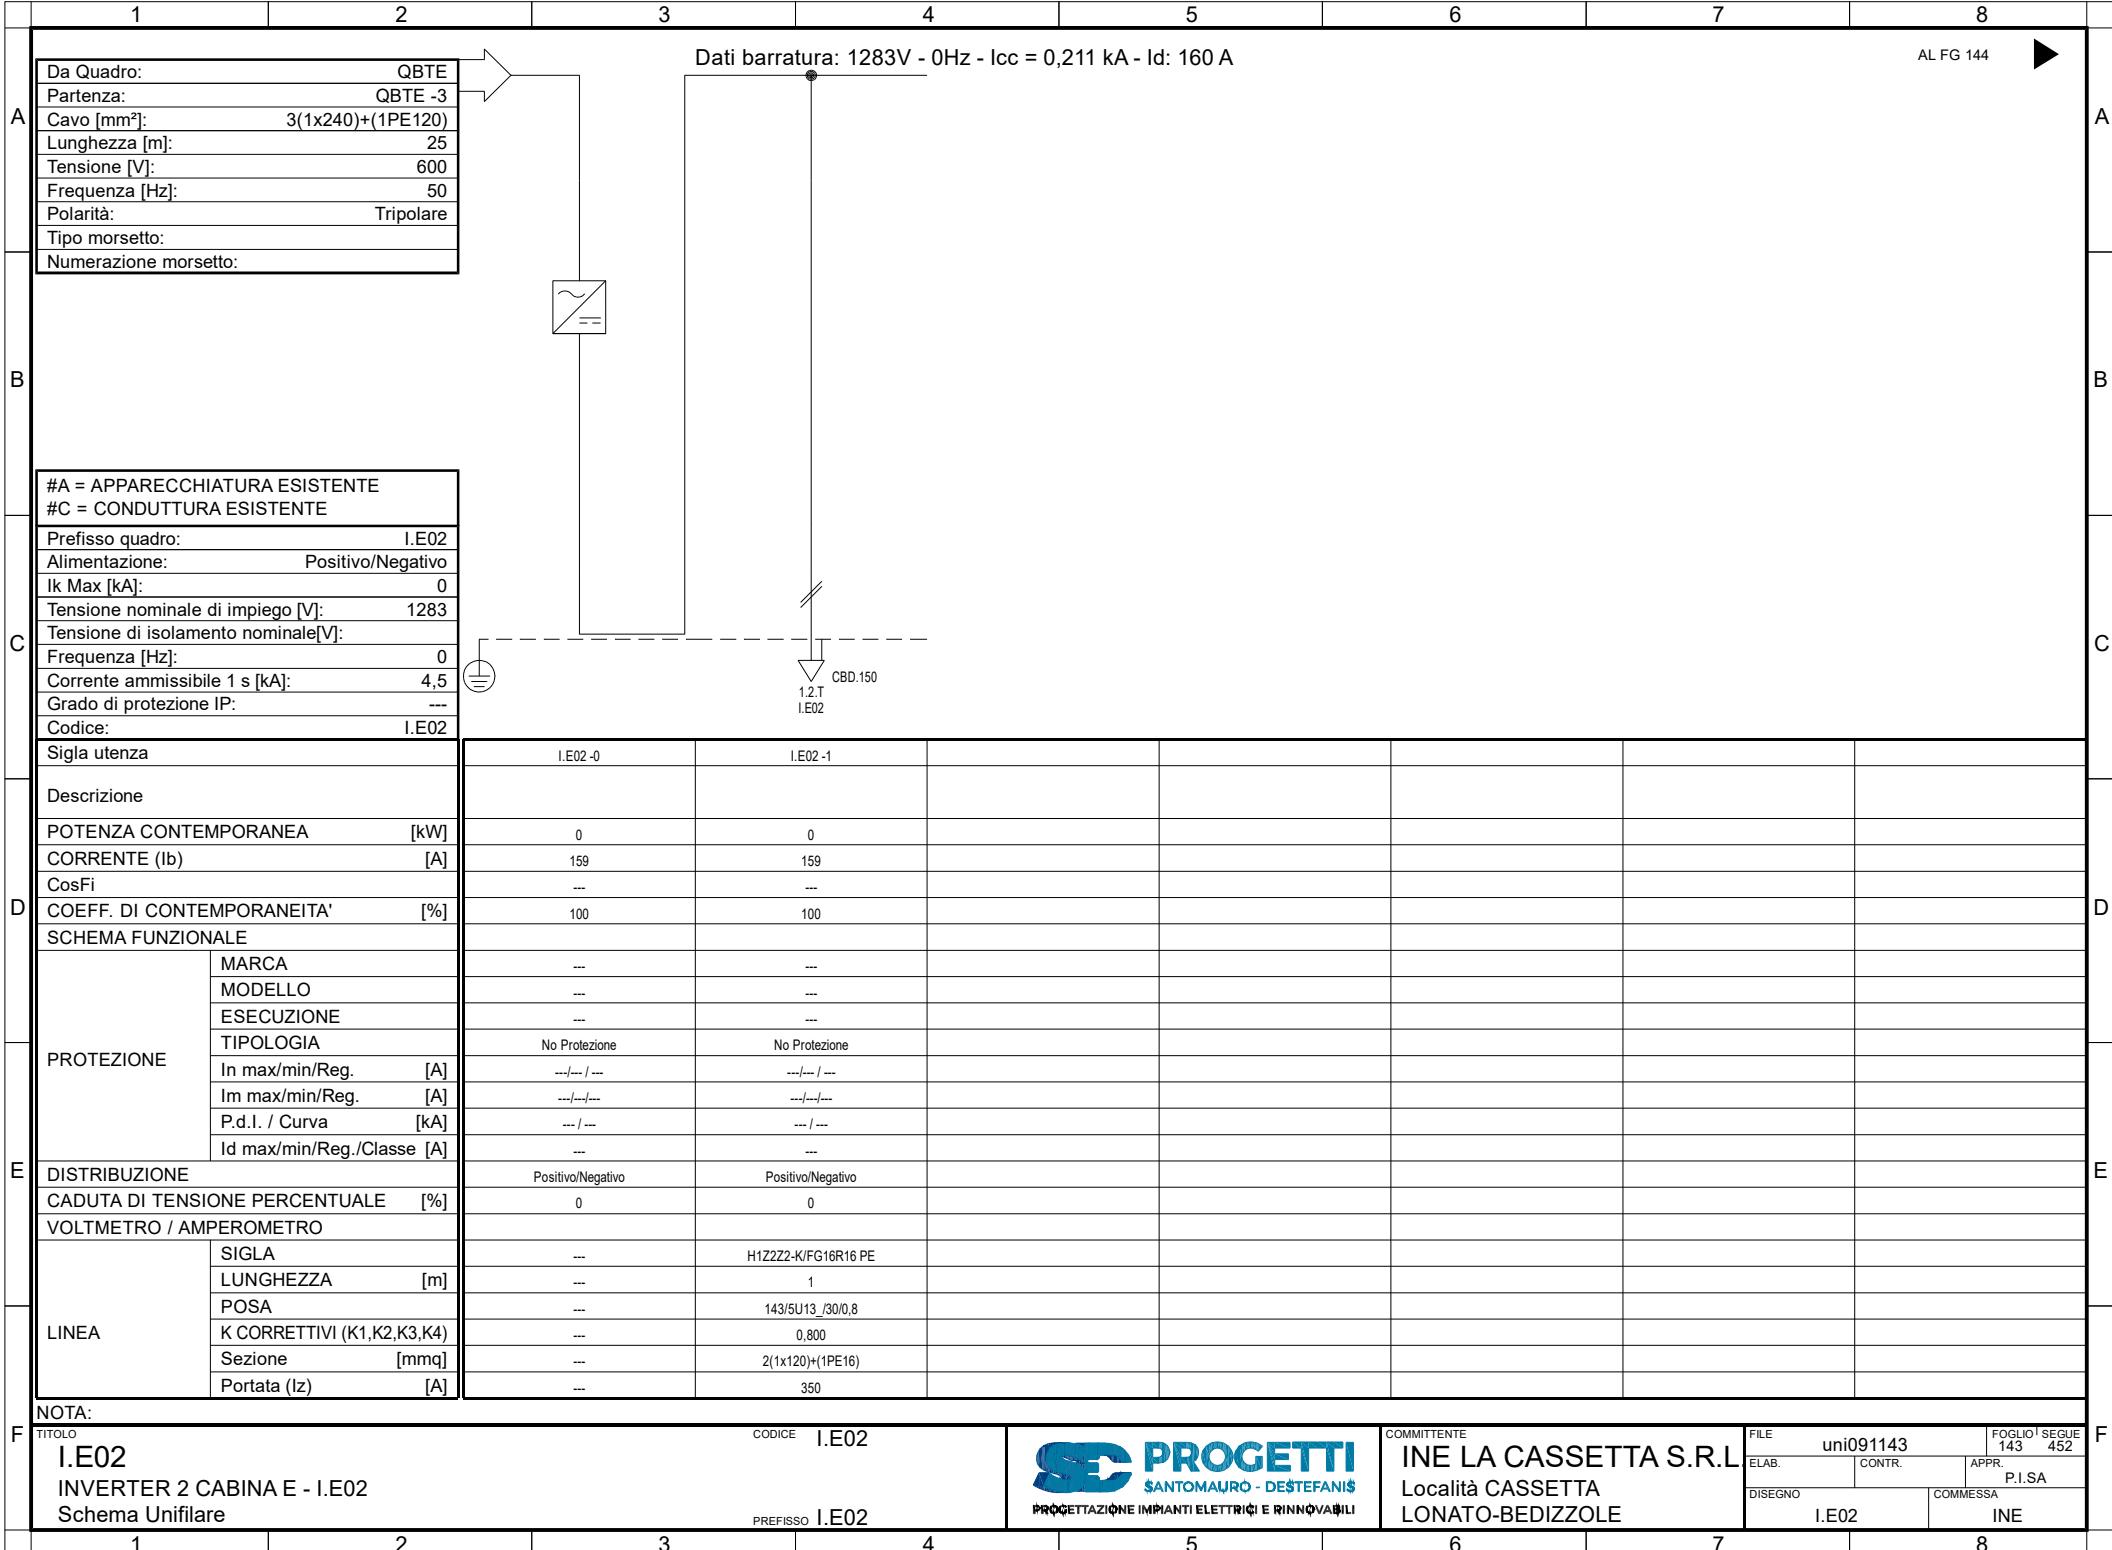 1 2 3 4 5 6 7 8
Dati barratura: 1283V - 0Hz - Icc = 0,211 kA - Id: 160 A
AL FG 144
Da Quadro: QBTE
Partenza: QBTE -3
Cavo [mm²]: 3(1x240)+(1PE120)
Lunghezza [m]: 25
Tensione [V]: 600
Frequenza [Hz]: 50
Polarità: Tripolare
Tipo morsetto:
Numerazione morsetto:
A A
B B
#A = APPARECCHIATURA ESISTENTE
#C = CONDUTTURA ESISTENTE
Prefisso quadro: I.E02
Alimentazione: Positivo/Negativo
Ik Max [kA]: 0
Tensione nominale di impiego [V]: 1283
Tensione di isolamento nominale[V]:
Frequenza [Hz]: 0
Corrente ammissibile 1 s [kA]: 4,5
Grado di protezione IP: ---
Codice: I.E02
C C
CBD.150
1.2.T
I.E02
Sigla utenza I.E02 -0 I.E02 -1
Descrizione
POTENZA CONTEMPORANEA [kW] 0 0
CORRENTE (Ib) [A] 159 159
CosFi --- ---
D COEFF. DI CONTEMPORANEITA' [%] 100 100 D
SCHEMA FUNZIONALE
PROTEZIONE
MARCA --- ---
MODELLO --- ---
ESECUZIONE --- ---
TIPOLOGIA No Protezione No Protezione
In max/min/Reg. [A] ---/--- / --- ---/--- / ---
Im max/min/Reg. [A] ---/---/--- ---/---/---
P.d.I. / Curva [kA] --- / --- --- / ---
Id max/min/Reg./Classe [A] --- ---
E DISTRIBUZIONE Positivo/Negativo Positivo/Negativo E
CADUTA DI TENSIONE PERCENTUALE [%] 0 0
VOLTMETRO / AMPEROMETRO
LINEA
SIGLA --- H1Z2Z2-K/FG16R16 PE
LUNGHEZZA [m] --- 1
POSA --- 143/5U13_/30/0,8
K CORRETTIVI (K1,K2,K3,K4) --- 0,800
Sezione [mmq] --- 2(1x120)+(1PE16)
Portata (Iz) [A] --- 350
NOTA:
F F
TITOLO
I.E02
INVERTER 2 CABINA E - I.E02
Schema Unifilare
CODICE I.E02
PREFISSO I.E02
SD PROGETTI
SANTOMAURO - DESTEFANIS
PROGETTAZIONE IMPIANTI ELETTRICI E RINNOVABILI
COMMITTENTE
INE LA CASSETTA S.R.L.
Località CASSETTA
LONATO-BEDIZZOLE
FILE uni091143
FOGLIO SEGUE
143 452
ELAB. CONTR. APPR.
P.I.SA
DISEGNO COMMESSA
I.E02 INE
1 2 3 4 5 6 7 8